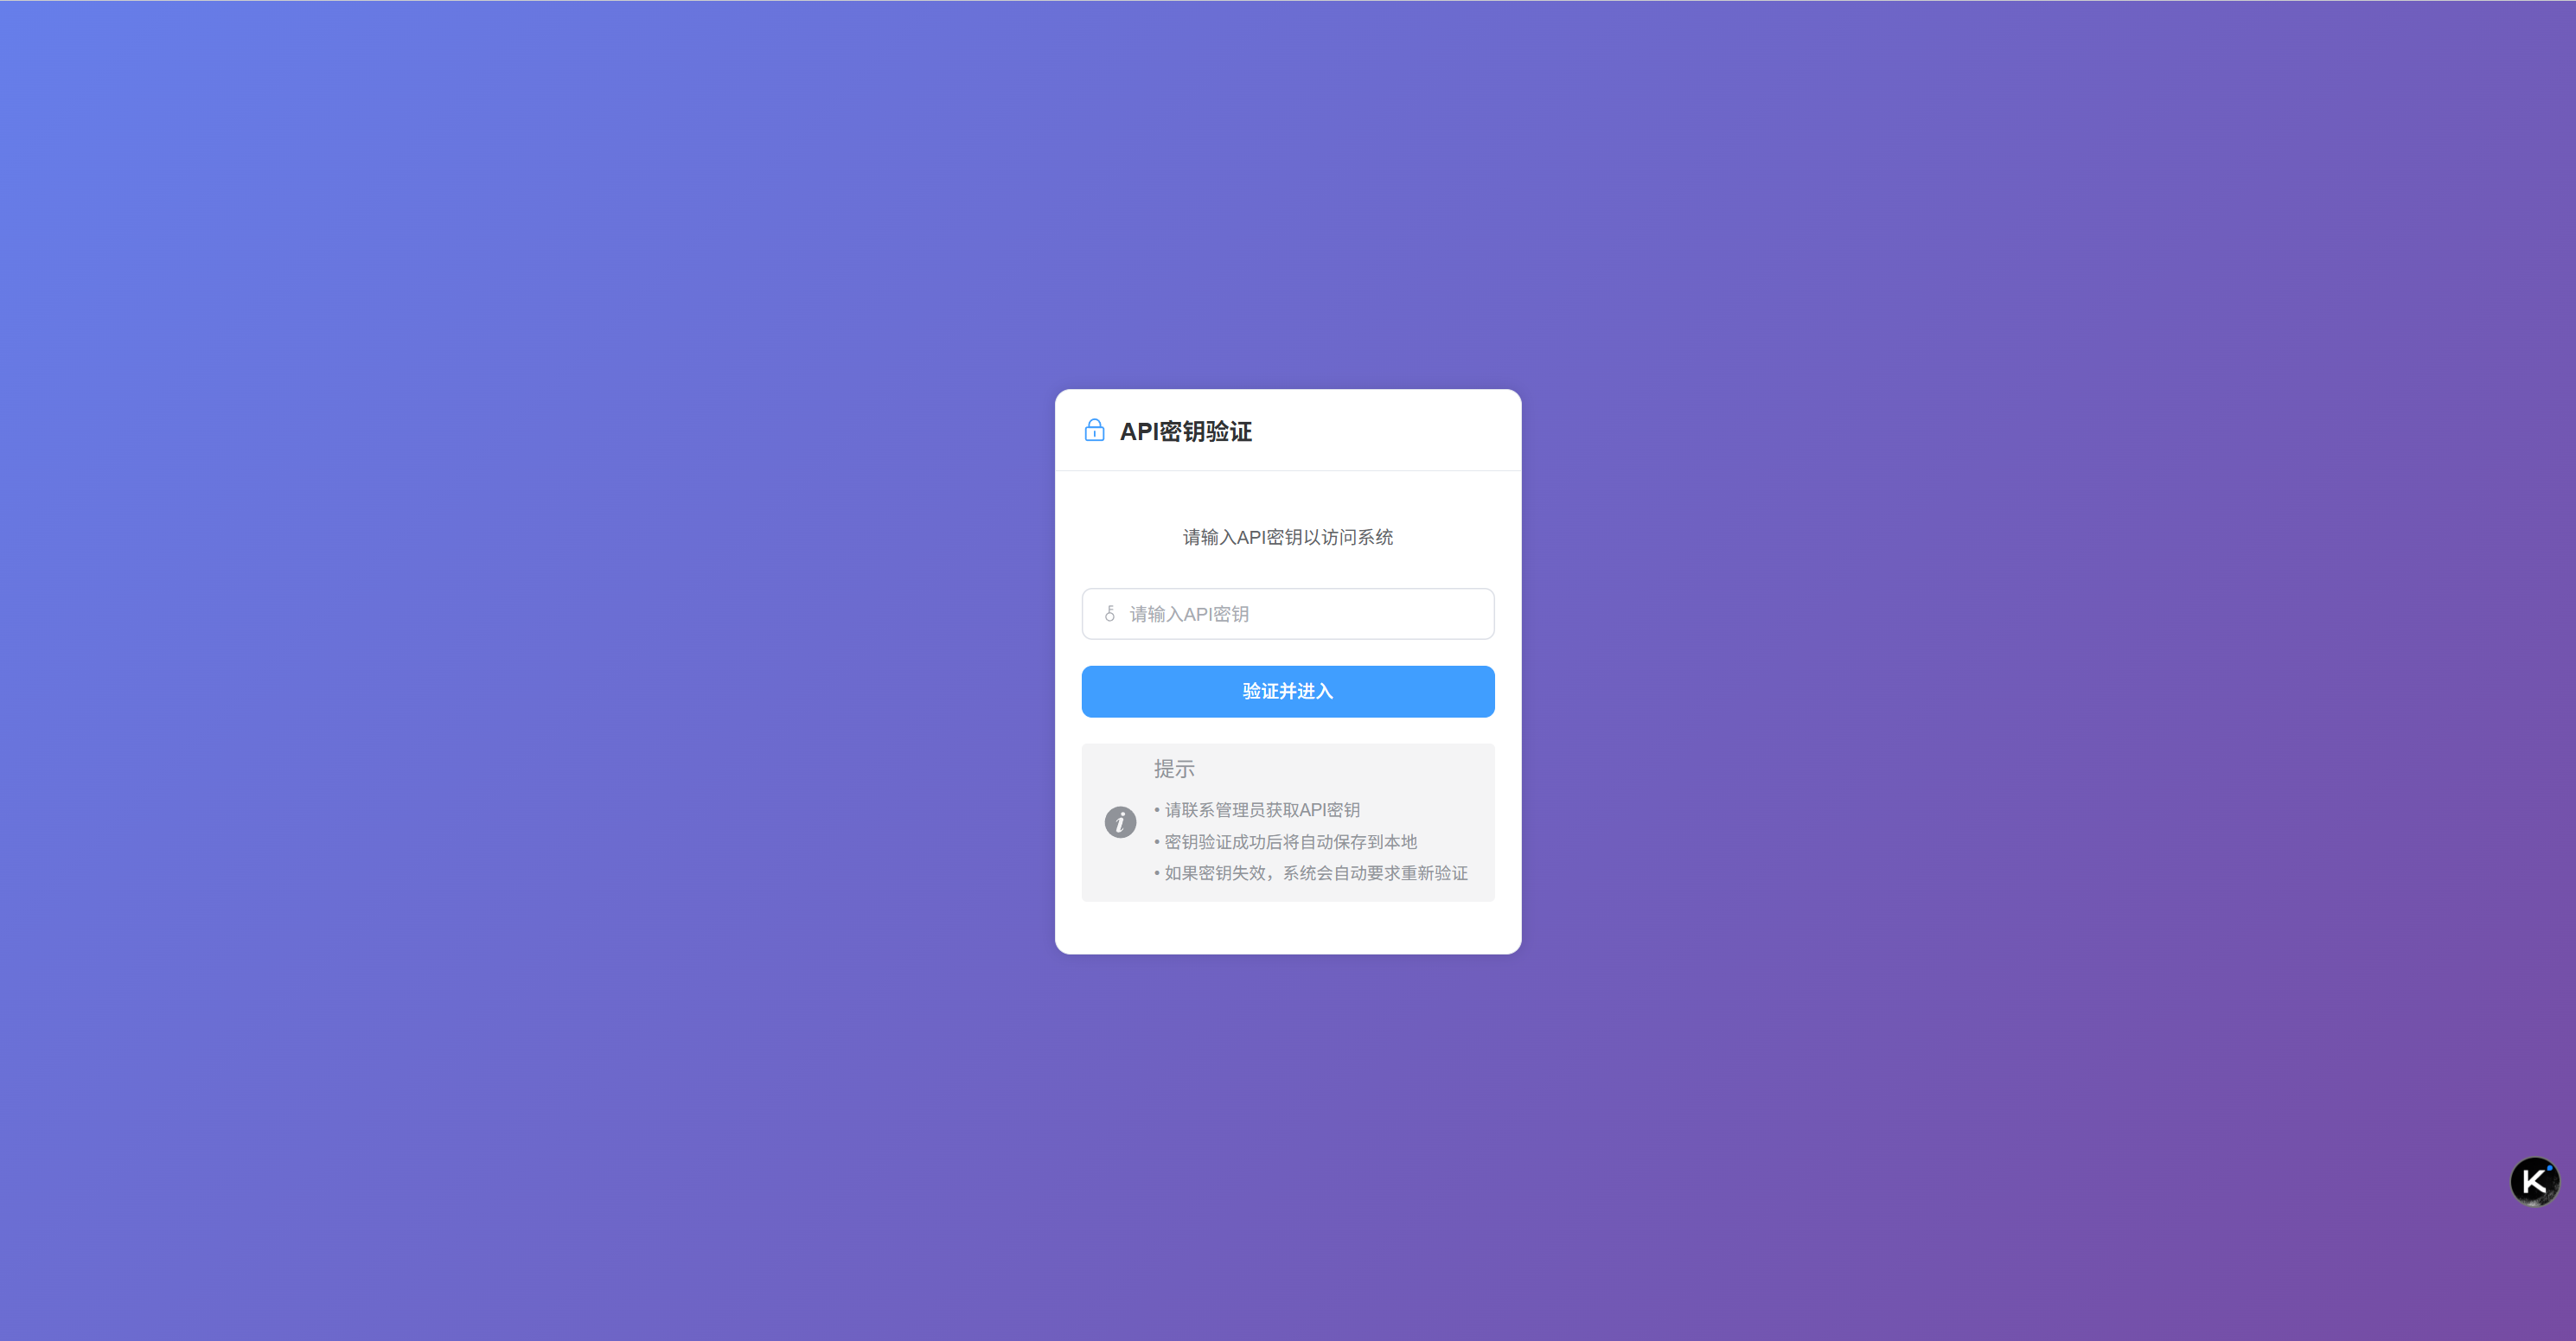 API密钥验证
请输入API密钥以访问系统
请输入API密钥
验证并进入
提示
• 请联系管理员获取API密钥
• 密钥验证成功后将自动保存到本地
• 如果密钥失效，系统会自动要求重新验证
K